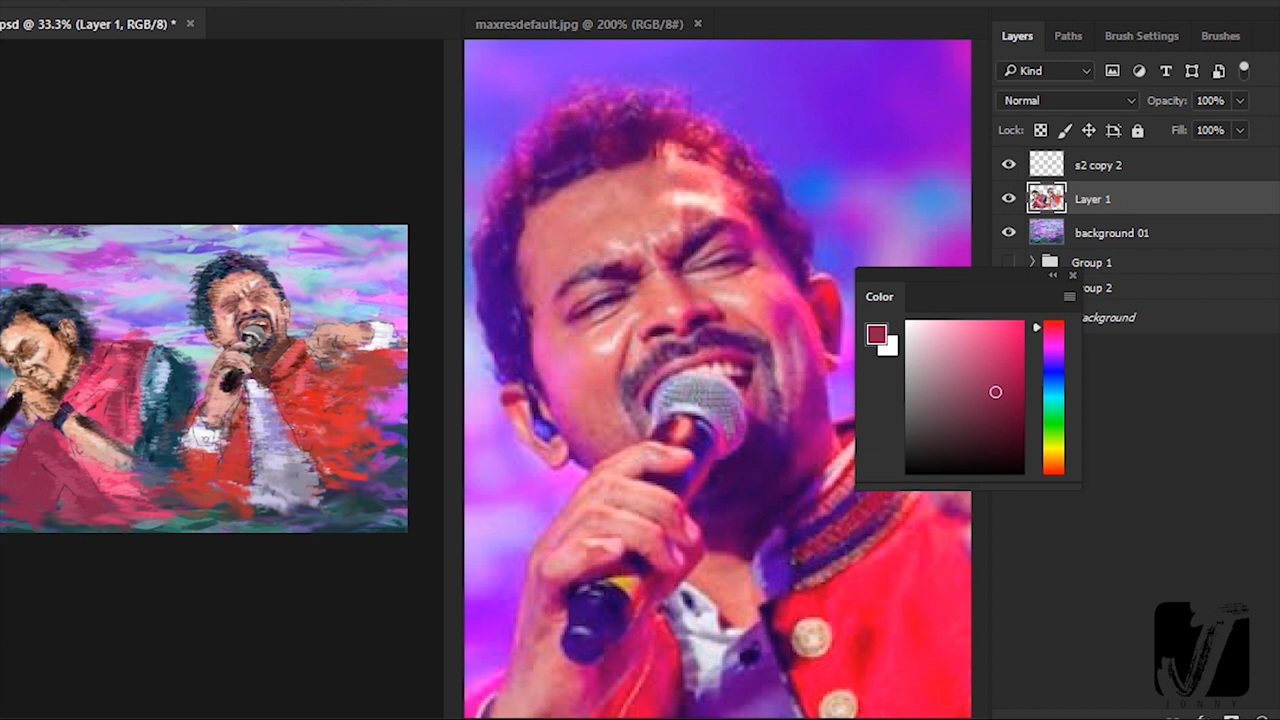 psd @ 33.3% (Layer 1, RGB/8) *
maxresdefault.jpg @ 200% (RGB/8#)
Layers Paths Brush Settings Brushes
Kind
Normal Opacity: 100%
Lock: Fill: 100%
s2 copy 2
Layer 1
background 01
Group 1
oup 2
ackground
Color
JONNY